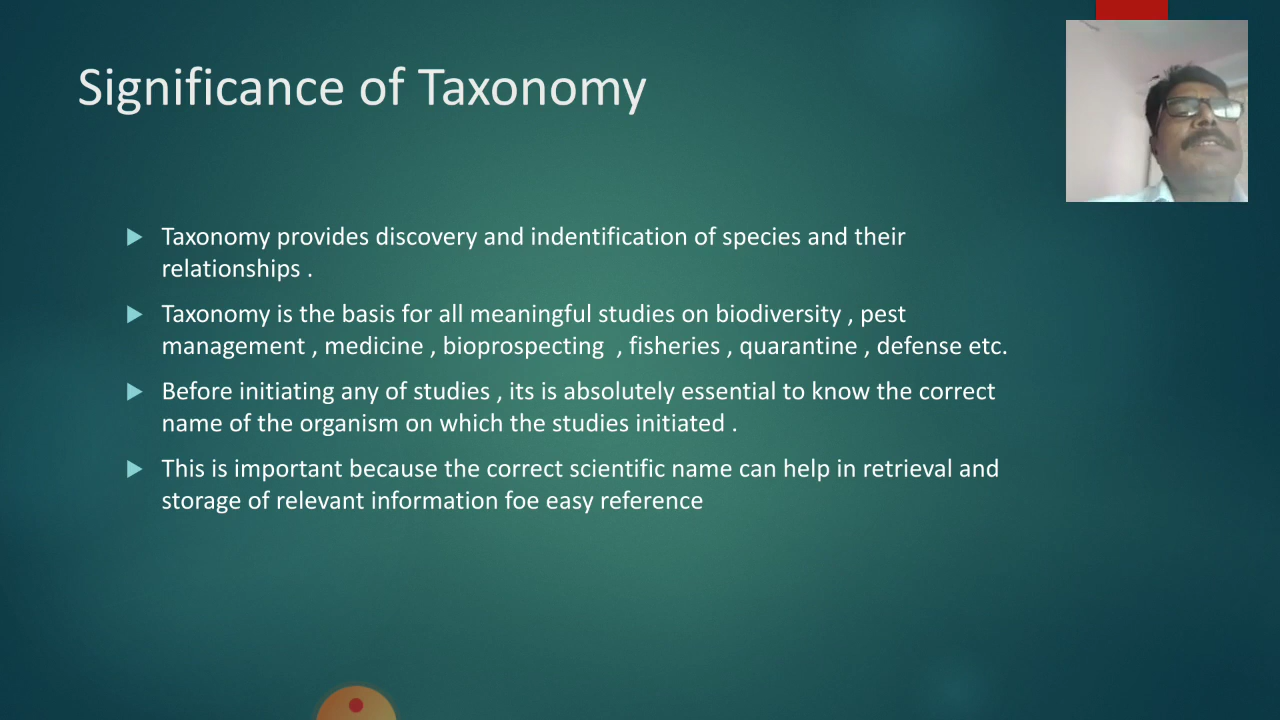 Significance of Taxonomy
Taxonomy provides discovery and indentification of species and their
relationships .
Taxonomy is the basis for all meaningful studies on biodiversity , pest
management , medicine , bioprospecting  , fisheries , quarantine , defense etc.
Before initiating any of studies , its is absolutely essential to know the correct
name of the organism on which the studies initiated .
This is important because the correct scientific name can help in retrieval and
storage of relevant information foe easy reference